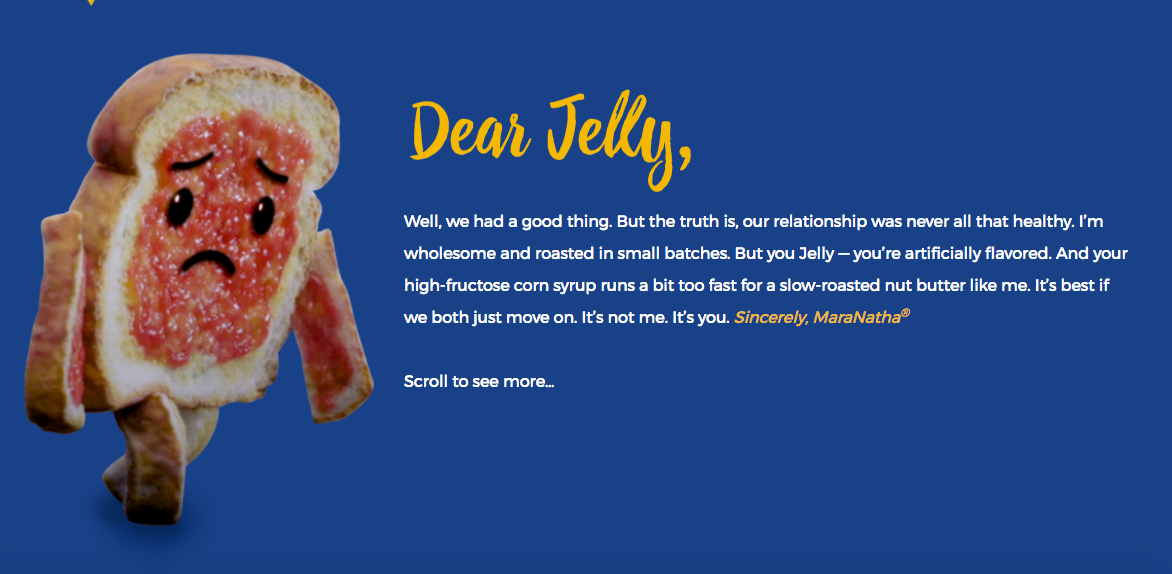 Dear Jelly,
Well, we had a good thing. But the truth is, our relationship was never all that healthy. I’m
wholesome and roasted in small batches. But you Jelly — you’re artificially flavored. And your
high-fructose corn syrup runs a bit too fast for a slow-roasted nut butter like me. It’s best if
we both just move on. It’s not me. It’s you. Sincerely, MaraNatha®
Scroll to see more...